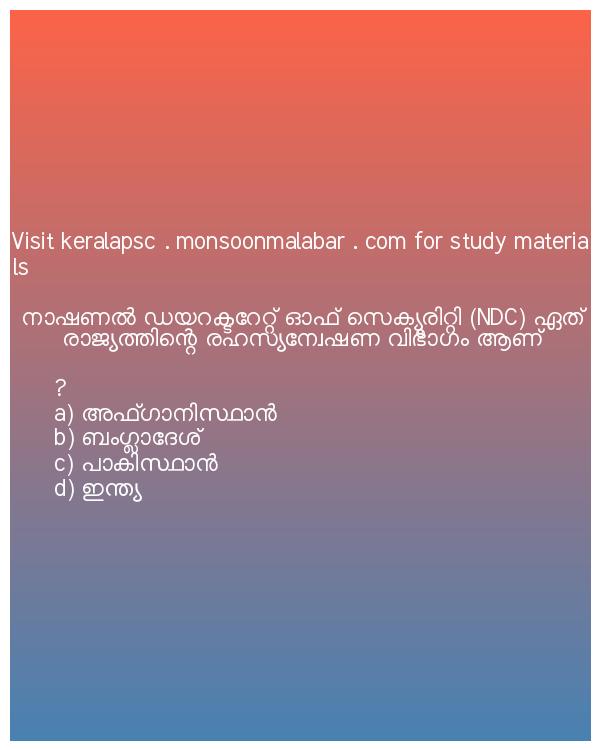 Visit keralapsc . monsoonmalabar . com for study materia
ls
നാഷണൽ ഡയറക്ടറേറ്റ് ഓഫ് സെക്യൂരിറ്റി (NDC) ഏത്
രാജ്യത്തിന്റെ രഹസ്യന്വേഷണ വിഭാഗം ആണ്
?
a) അഫ്ഗാനിസ്ഥാൻ
b) ബംഗ്ലാദേശ്
c) പാകിസ്ഥാൻ
d) ഇന്ത്യ